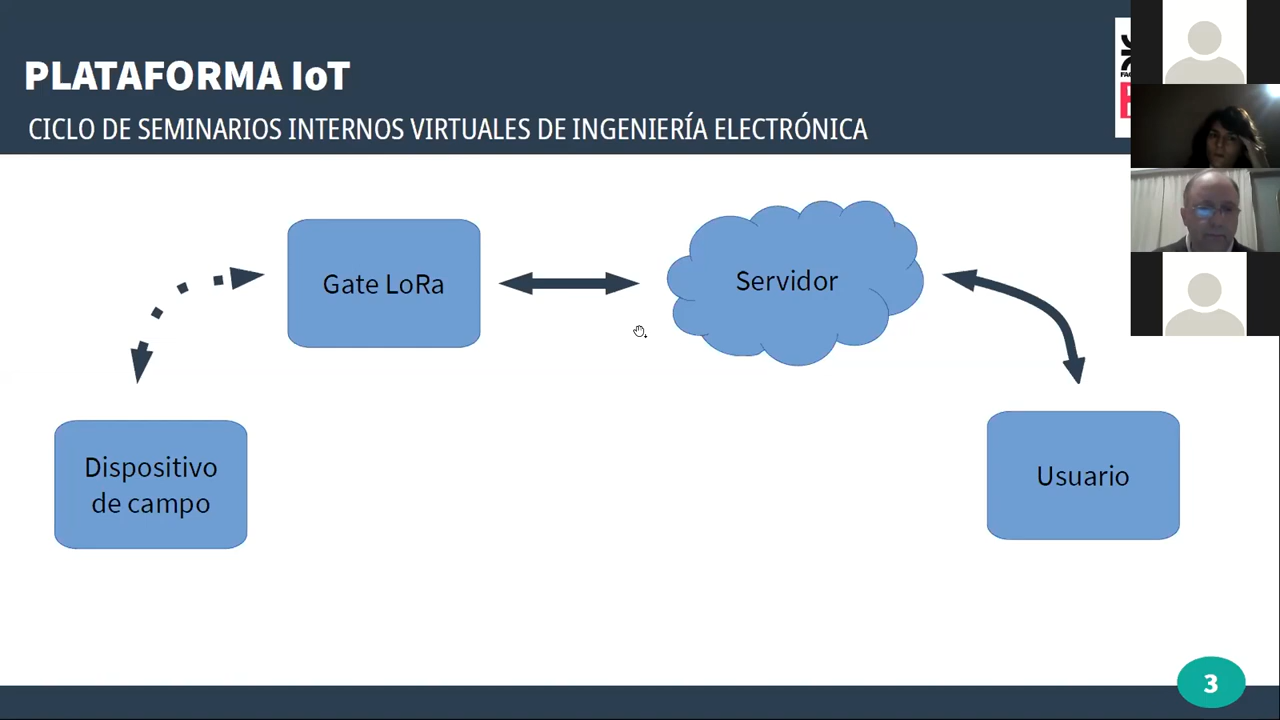 PLATAFORMA IoT
CICLO DE SEMINARIOS INTERNOS VIRTUALES DE INGENIERÍA ELECTRÓNICA
Gate LoRa
Servidor
Dispositivo
de campo
Usuario
3